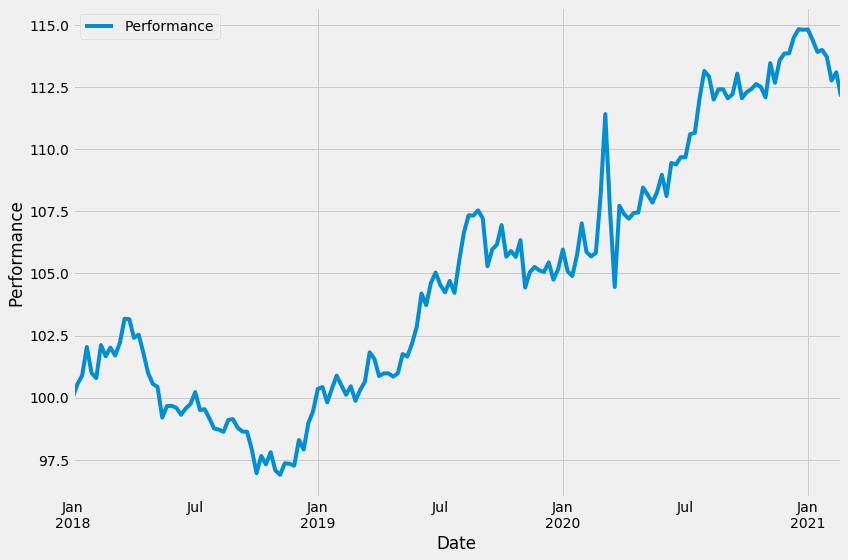 Performance
115.0
112.5
110.0
107.5
105.0
102.5
100.0
97.5
Performance
Jan
2018
Jul
Jan
2019
Jul
Jan
2020
Jul
Jan
2021
Date